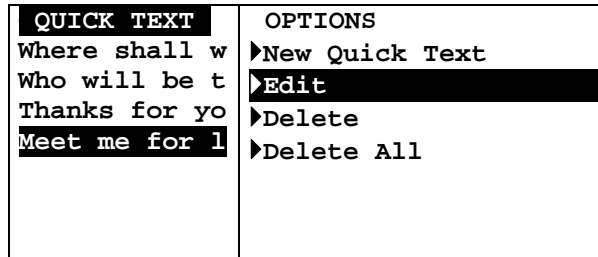 QUICK TEXT
Where shall w
Who will be t
Thanks for yo
Meet me for l
OPTIONS
New Quick Text
Edit
Delete
Delete All